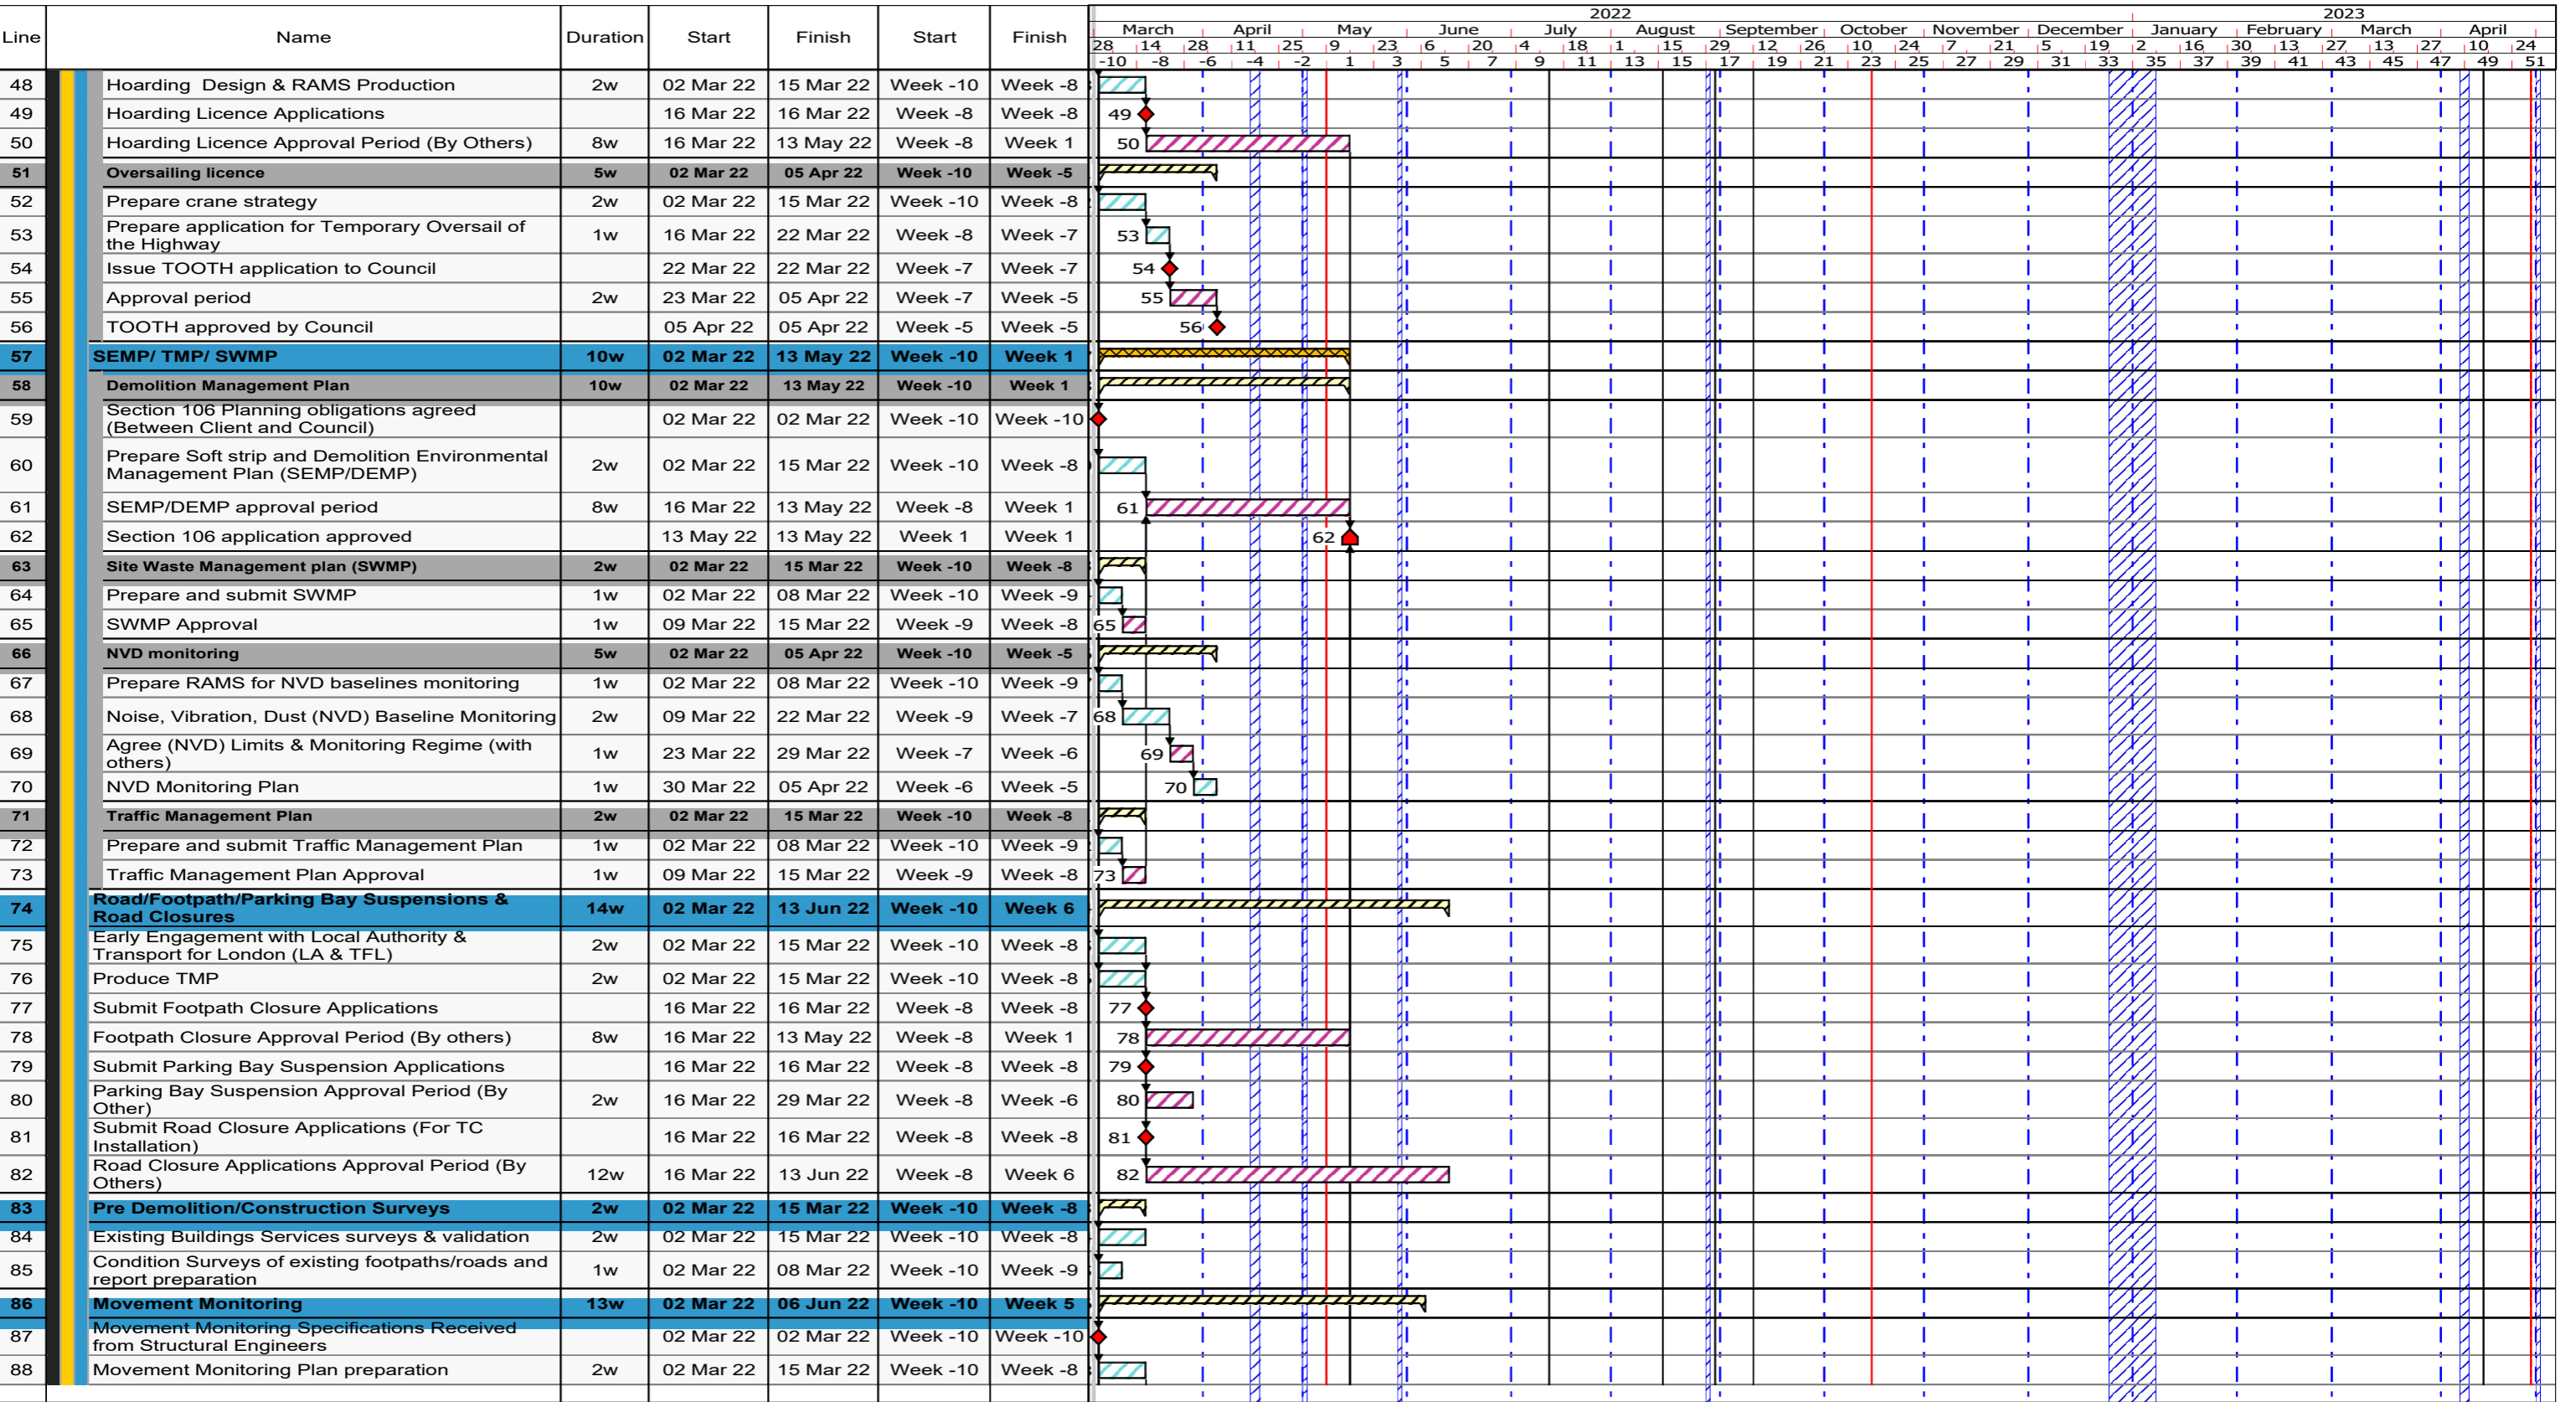 2022 2023
Line Name Duration Start Finish Start Finish
March April May June July August September October November December January February March April
28 14 28 11 25 9 23 6 20 4 18 1 15 29 12 26 10 24 7 21 5 19 2 16 30 13 27 13 27 10 24
-10 -8 -6 -4 -2 1 3 5 7 9 11 13 15 17 19 21 23 25 27 29 31 33 35 37 39 41 43 45 47 49 51
48 Hoarding Design & RAMS Production 2w 02 Mar 22 15 Mar 22 Week -10 Week -8
49 Hoarding Licence Applications 16 Mar 22 16 Mar 22 Week -8 Week -8 49
50 Hoarding Licence Approval Period (By Others) 8w 16 Mar 22 13 May 22 Week -8 Week 1 50
51 Oversailing licence 5w 02 Mar 22 05 Apr 22 Week -10 Week -5
52 Prepare crane strategy 2w 02 Mar 22 15 Mar 22 Week -10 Week -8
53 Prepare application for Temporary Oversail of
the Highway 1w 16 Mar 22 22 Mar 22 Week -8 Week -7 53
54 Issue TOOTH application to Council 22 Mar 22 22 Mar 22 Week -7 Week -7 54
55 Approval period 2w 23 Mar 22 05 Apr 22 Week -7 Week -5 55
56 TOOTH approved by Council 05 Apr 22 05 Apr 22 Week -5 Week -5 56
57 SEMP/ TMP/ SWMP 10w 02 Mar 22 13 May 22 Week -10 Week 1
58 Demolition Management Plan 10w 02 Mar 22 13 May 22 Week -10 Week 1
59 Section 106 Planning obligations agreed
(Between Client and Council) 02 Mar 22 02 Mar 22 Week -10 Week -10
60 Prepare Soft strip and Demolition Environmental
Management Plan (SEMP/DEMP) 2w 02 Mar 22 15 Mar 22 Week -10 Week -8
61 SEMP/DEMP approval period 8w 16 Mar 22 13 May 22 Week -8 Week 1 61
62 Section 106 application approved 13 May 22 13 May 22 Week 1 Week 1 62
63 Site Waste Management plan (SWMP) 2w 02 Mar 22 15 Mar 22 Week -10 Week -8
64 Prepare and submit SWMP 1w 02 Mar 22 08 Mar 22 Week -10 Week -9
65 SWMP Approval 1w 09 Mar 22 15 Mar 22 Week -9 Week -8 65
66 NVD monitoring 5w 02 Mar 22 05 Apr 22 Week -10 Week -5
67 Prepare RAMS for NVD baselines monitoring 1w 02 Mar 22 08 Mar 22 Week -10 Week -9
68 Noise, Vibration, Dust (NVD) Baseline Monitoring 2w 09 Mar 22 22 Mar 22 Week -9 Week -7 68
69 Agree (NVD) Limits & Monitoring Regime (with
others) 1w 23 Mar 22 29 Mar 22 Week -7 Week -6 69
70 NVD Monitoring Plan 1w 30 Mar 22 05 Apr 22 Week -6 Week -5 70
71 Traffic Management Plan 2w 02 Mar 22 15 Mar 22 Week -10 Week -8
72 Prepare and submit Traffic Management Plan 1w 02 Mar 22 08 Mar 22 Week -10 Week -9
73 Traffic Management Plan Approval 1w 09 Mar 22 15 Mar 22 Week -9 Week -8 73
74 Road/Footpath/Parking Bay Suspensions &
Road Closures 14w 02 Mar 22 13 Jun 22 Week -10 Week 6
75 Early Engagement with Local Authority &
Transport for London (LA & TFL) 2w 02 Mar 22 15 Mar 22 Week -10 Week -8
76 Produce TMP 2w 02 Mar 22 15 Mar 22 Week -10 Week -8
77 Submit Footpath Closure Applications 16 Mar 22 16 Mar 22 Week -8 Week -8 77
78 Footpath Closure Approval Period (By others) 8w 16 Mar 22 13 May 22 Week -8 Week 1 78
79 Submit Parking Bay Suspension Applications 16 Mar 22 16 Mar 22 Week -8 Week -8 79
80 Parking Bay Suspension Approval Period (By
Other) 2w 16 Mar 22 29 Mar 22 Week -8 Week -6 80
81 Submit Road Closure Applications (For TC
Installation) 16 Mar 22 16 Mar 22 Week -8 Week -8 81
82 Road Closure Applications Approval Period (By
Others) 12w 16 Mar 22 13 Jun 22 Week -8 Week 6 82
83 Pre Demolition/Construction Surveys 2w 02 Mar 22 15 Mar 22 Week -10 Week -8
84 Existing Buildings Services surveys & validation 2w 02 Mar 22 15 Mar 22 Week -10 Week -8
85 Condition Surveys of existing footpaths/roads and
report preparation 1w 02 Mar 22 08 Mar 22 Week -10 Week -9
86 Movement Monitoring 13w 02 Mar 22 06 Jun 22 Week -10 Week 5
87 Movement Monitoring Specifications Received
from Structural Engineers 02 Mar 22 02 Mar 22 Week -10 Week -10
88 Movement Monitoring Plan preparation 2w 02 Mar 22 15 Mar 22 Week -10 Week -8